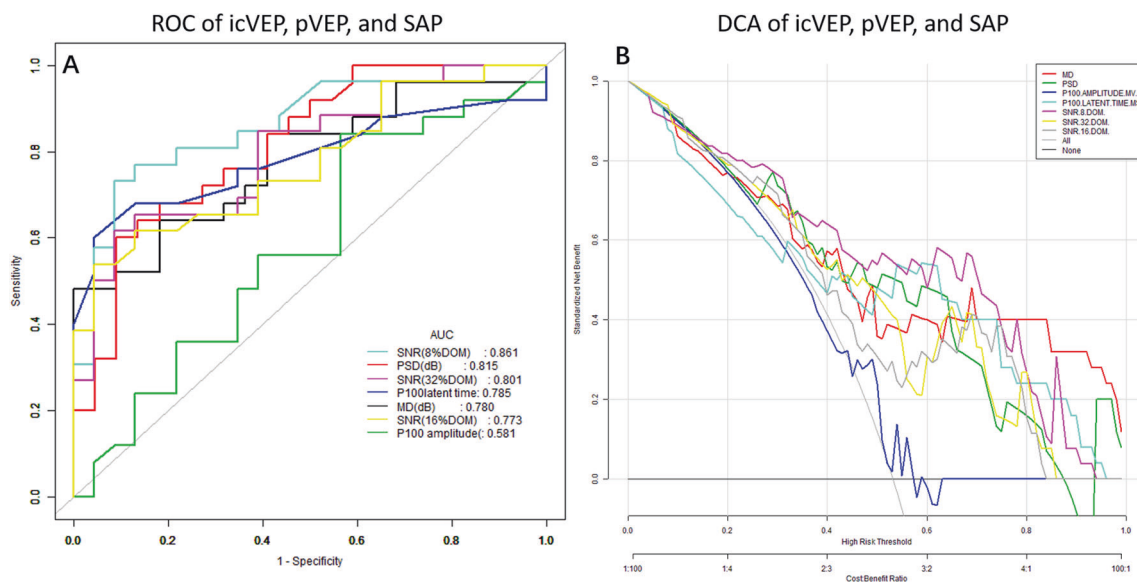 ROC of icVEP, pVEP, and SAP
DCA of icVEP, pVEP, and SAP
A
Sensitivity
1.0
0.8
0.6
0.4
0.2
0.0
AUC
SNR(8%DOM) : 0.861
PSD(dB) : 0.815
SNR(32%DOM) : 0.801
P100latent time: 0.785
MD(dB) : 0.780
SNR(16%DOM) : 0.773
P100 amplitude(: 0.581
0.0 0.2 0.4 0.6 0.8 1.0
1 - Specificity
B
Standardized Net Benefit
1.0
0.8
0.6
0.4
0.2
0.0
MD
PSD
P100.AMPLITUDE.MV.
P100.LATENT.TIME.M
SNR.8.DOM.
SNR.32.DOM.
SNR.16.DOM.
All
None
0.0 0.2 0.4 0.6 0.8 1.0
High Risk Threshold
1:100 1:4 2:3 3:2 4:1 100:1
Cost:Benefit Ratio